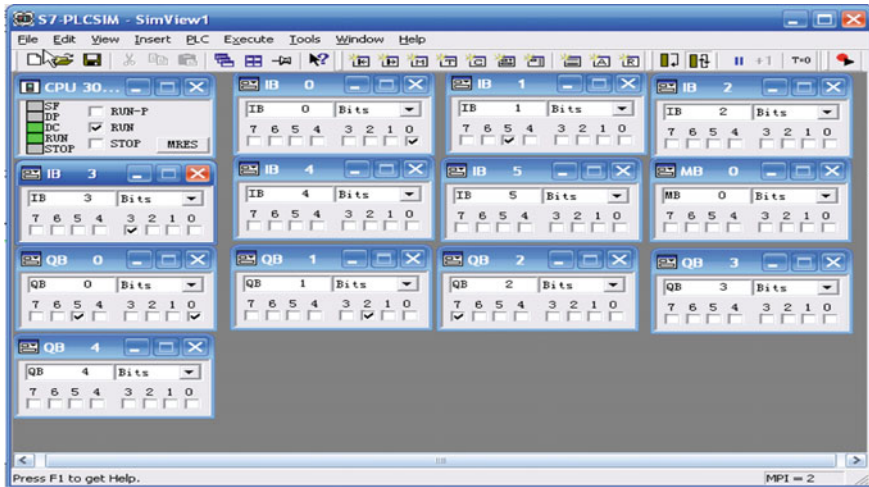 S7-PLCSIM - SimView1
File Edit View Insert PLC Execute Tools Window Help
T=0
CPU 30...
SF
DP
DC
RUN
STOP
RUN-P
RUN
STOP
MRES
IB 0
IB 0 Bits
7 6 5 4 3 2 1 0
IB 1
IB 1 Bits
7 6 5 4 3 2 1 0
IB 2
IB 2 Bits
7 6 5 4 3 2 1 0
IB 3
IB 3 Bits
7 6 5 4 3 2 1 0
IB 4
IB 4 Bits
7 6 5 4 3 2 1 0
IB 5
IB 5 Bits
7 6 5 4 3 2 1 0
MB 0
MB 0 Bits
7 6 5 4 3 2 1 0
QB 0
QB 0 Bits
7 6 5 4 3 2 1 0
QB 1
QB 1 Bits
7 6 5 4 3 2 1 0
QB 2
QB 2 Bits
7 6 5 4 3 2 1 0
QB 3
QB 3 Bits
7 6 5 4 3 2 1 0
QB 4
QB 4 Bits
7 6 5 4 3 2 1 0
Press F1 to get Help.
MPI = 2